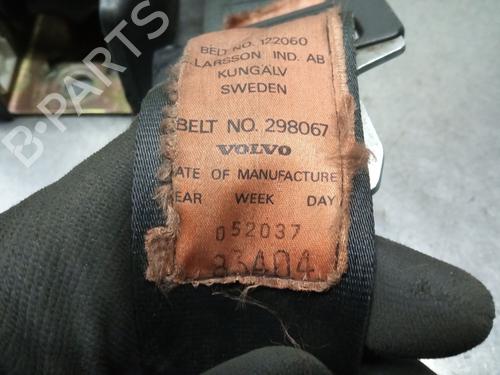 BELT NO. 122060
LARSSON IND. AB
KUNGÄLV
SWEDEN
BELT NO. 298067
VOLVO
ATE OF MANUFACTURE
EAR WEEK DAY
052037
83404
B-PARTS